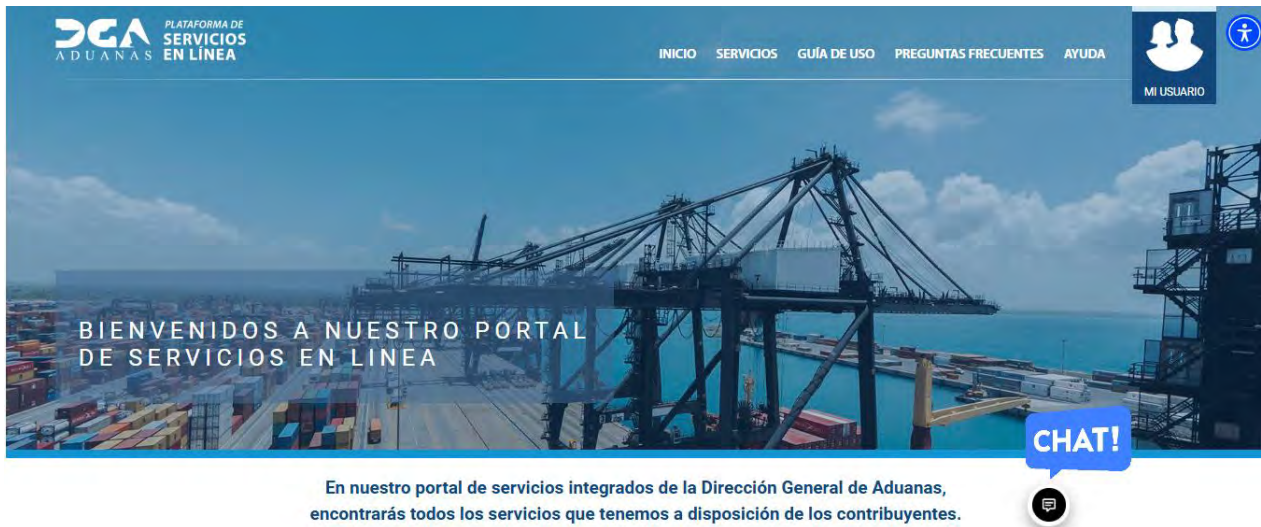 DGA
ADUANAS
PLATAFORMA DE
SERVICIOS
EN LÍNEA
INICIO SERVICIOS GUÍA DE USO PREGUNTAS FRECUENTES AYUDA
MI USUARIO
BIENVENIDOS A NUESTRO PORTAL
DE SERVICIOS EN LINEA
CHAT!
En nuestro portal de servicios integrados de la Dirección General de Aduanas,
encontrarás todos los servicios que tenemos a disposición de los contribuyentes.